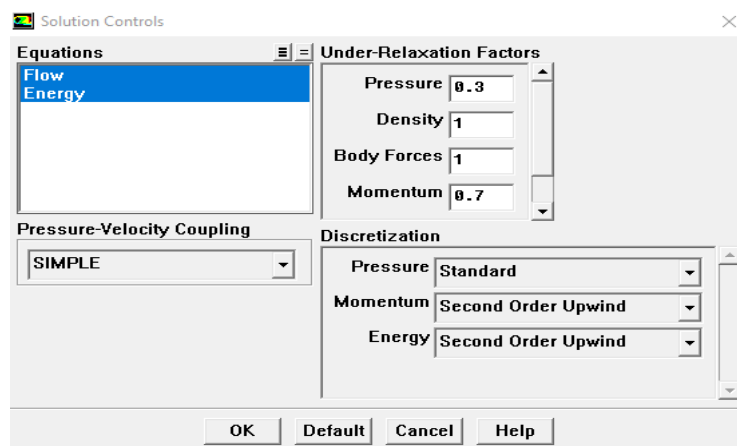 Solution Controls
Equations
Flow
Energy
Under-Relaxation Factors
Pressure 0.3
Density 1
Body Forces 1
Momentum 0.7
Pressure-Velocity Coupling
SIMPLE
Discretization
Pressure Standard
Momentum Second Order Upwind
Energy Second Order Upwind
OK Default Cancel Help